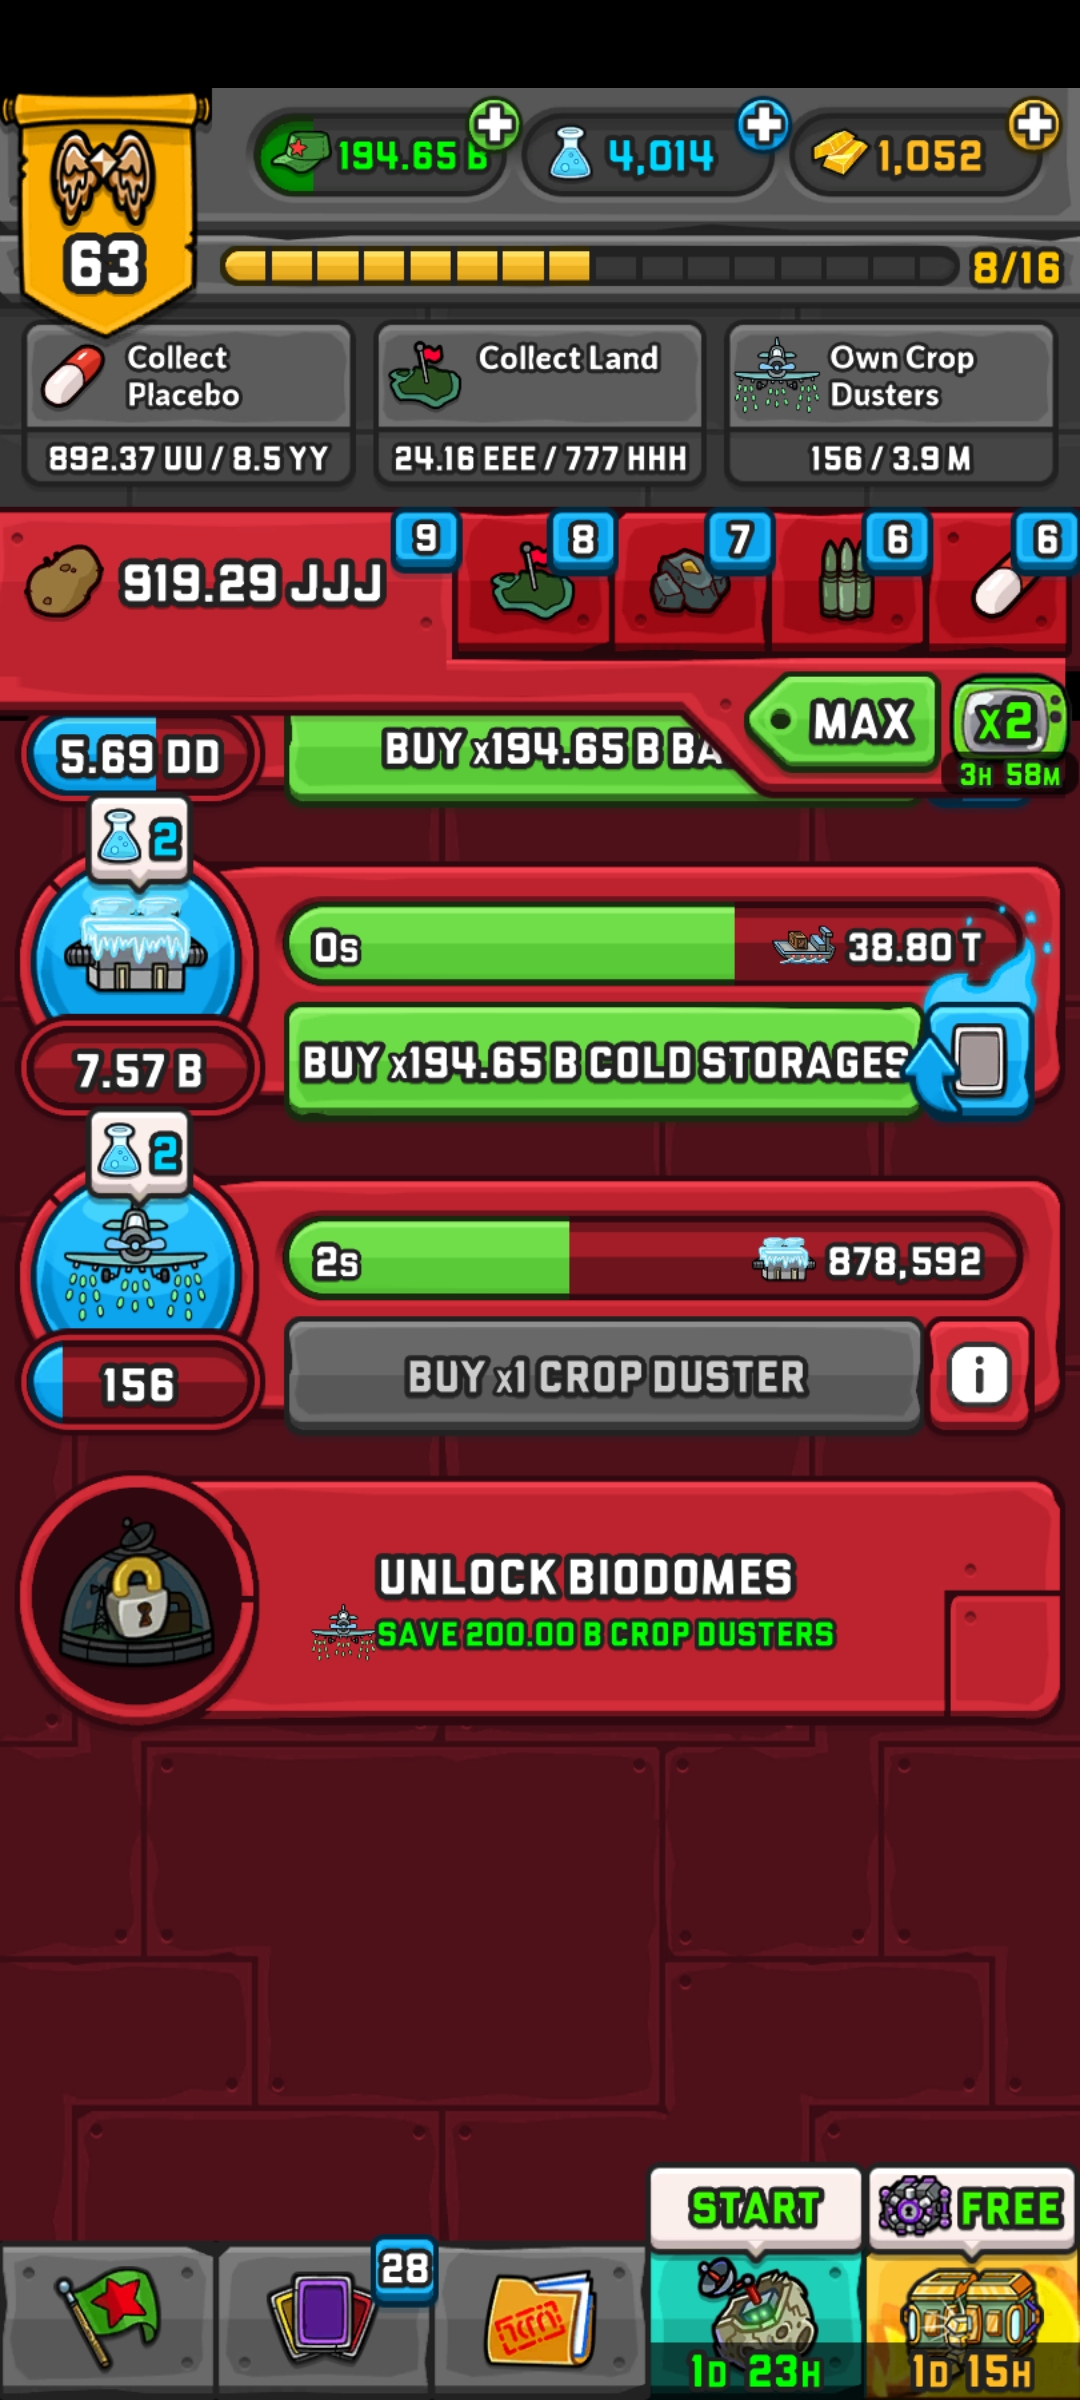 194.65 B
4,014
1,052
63
8/16
Collect
Placebo
892.37 UU / 8.5 YY
Collect Land
24.16 EEE / 777 HHH
Own Crop
Dusters
156 / 3.9 M
919.29 JJJ
9
8
7
6
6
MAX
x2
3H 58M
5.69 DD
BUY x194.65 B BA
2
0s
38.80 T
7.57 B
BUY x194.65 B COLD STORAGES
2
2s
878,592
156
BUY x1 CROP DUSTER
i
UNLOCK BIODOMES
SAVE 200.00 B CROP DUSTERS
START
FREE
28
1D 23H
1D 15H